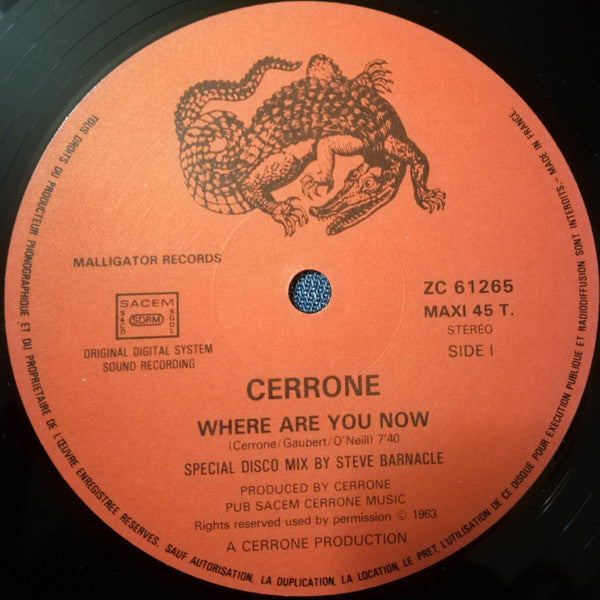 MALLIGATOR RECORDS
SACEM
SACD
SDRM
SGDL
ORIGINAL DIGITAL SYSTEM
SOUND RECORDING
ZC 61265
MAXI 45 T.
STÉRÉO
SIDE I
CERRONE
WHERE ARE YOU NOW
(Cerrone/Gaubert/O'Neill) 7'40
SPECIAL DISCO MIX BY STEVE BARNACLE
PRODUCED BY CERRONE
PUB SACEM CERRONE MUSIC
Rights reserved used by permission © 1963
A CERRONE PRODUCTION
TOUS DROITS DU PRODUCTEUR PHONOGRAPHIQUE ET DU PROPRIETAIRE DE L'ŒUVRE ENREGISTREE RESERVES. SAUF AUTORISATION, LA DUPLICATION, LA LOCATION, LE PRET, L'UTILISATION DE CE DISQUE POUR EXECUTION PUBLIQUE ET RADIODIFFUSION SONT INTERDITS – MADE IN FRANCE.